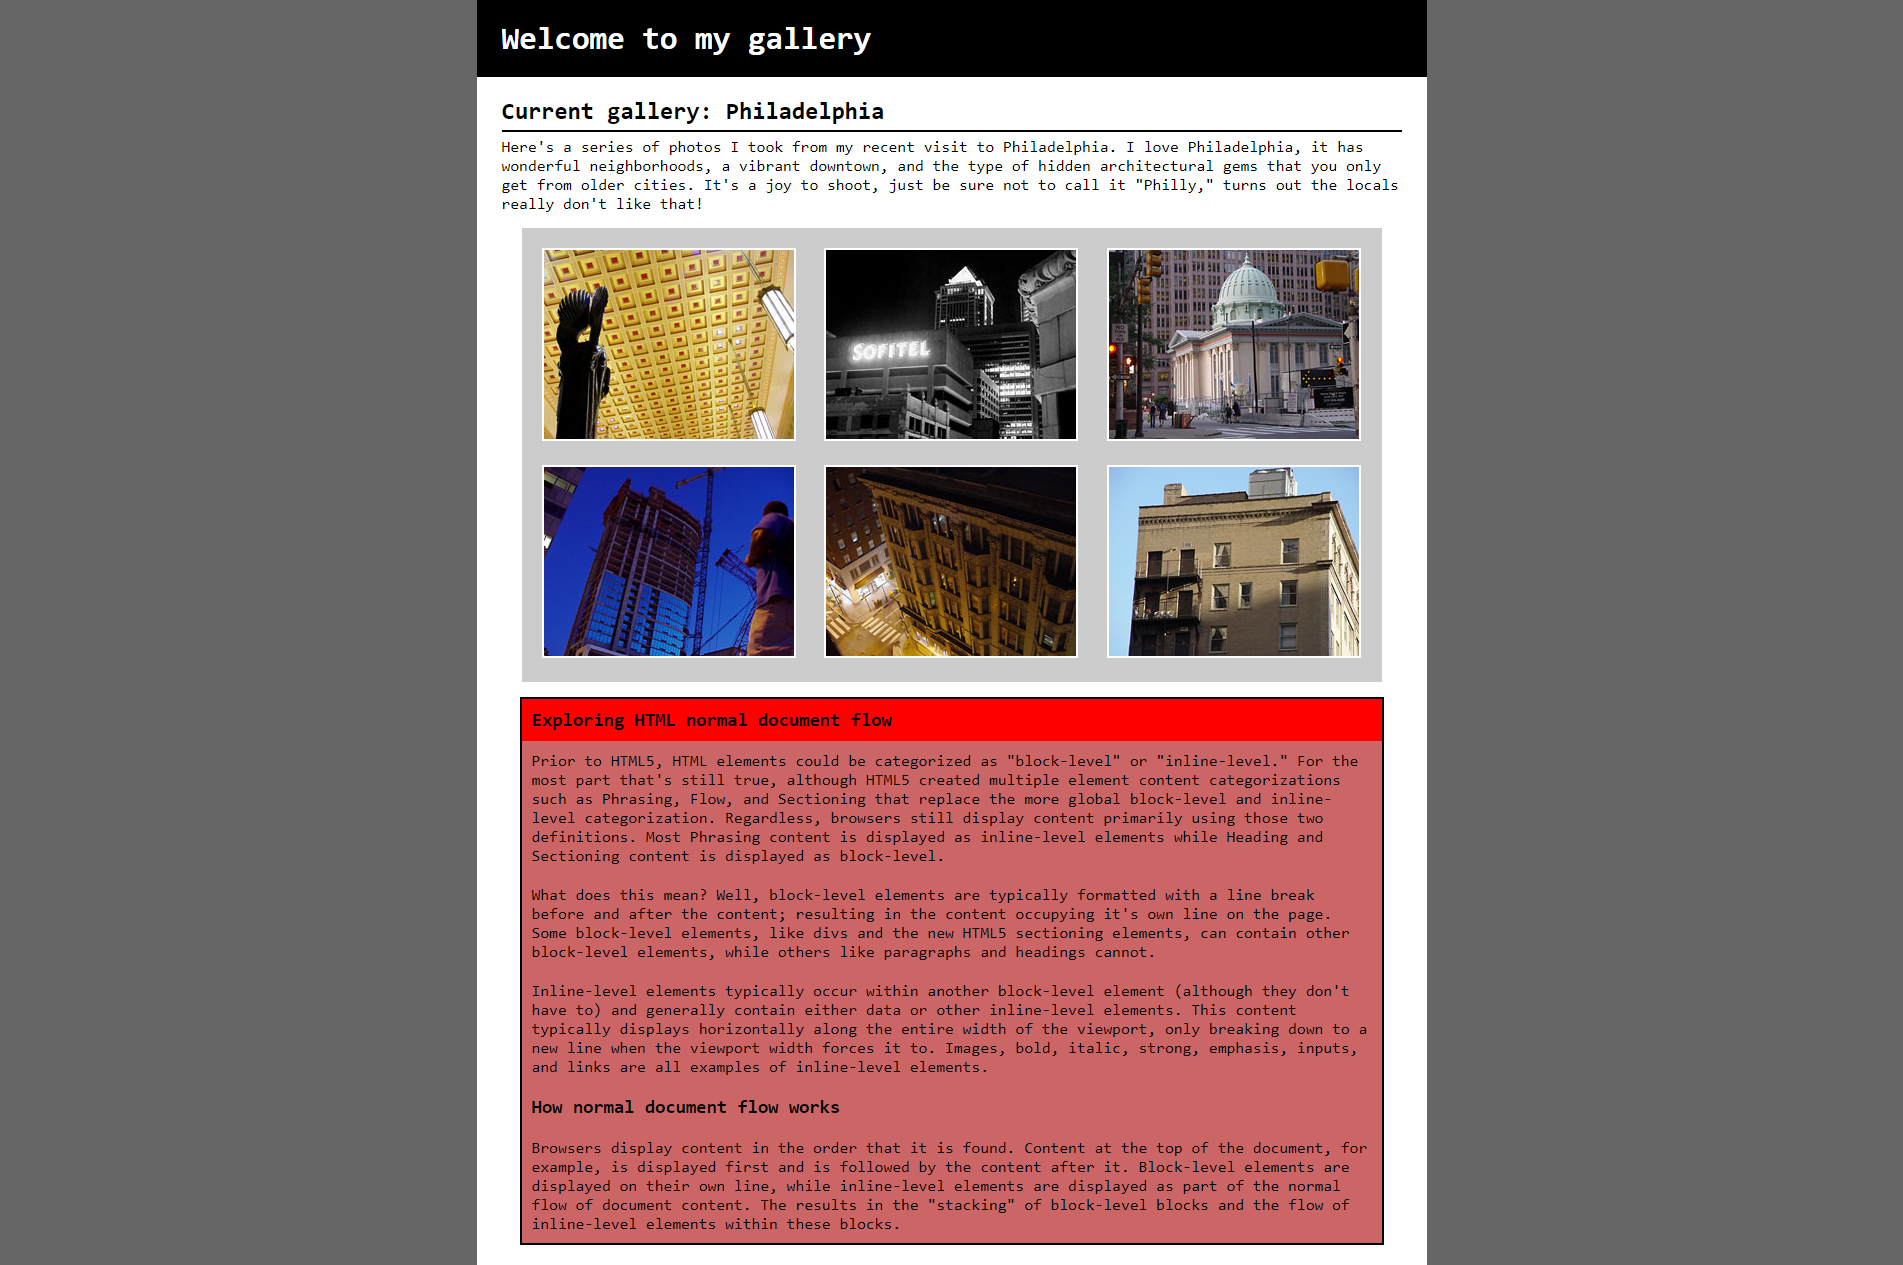 Welcome to my gallery
Current gallery: Philadelphia
Here's a series of photos I took from my recent visit to Philadelphia. I love Philadelphia, it has
wonderful neighborhoods, a vibrant downtown, and the type of hidden architectural gems that you only
get from older cities. It's a joy to shoot, just be sure not to call it "Philly," turns out the locals
really don't like that!
SOFITEL
Exploring HTML normal document flow
Prior to HTML5, HTML elements could be categorized as "block-level" or "inline-level." For the
most part that's still true, although HTML5 created multiple element content categorizations
such as Phrasing, Flow, and Sectioning that replace the more global block-level and inline-
level categorization. Regardless, browsers still display content primarily using those two
definitions. Most Phrasing content is displayed as inline-level elements while Heading and
Sectioning content is displayed as block-level.
What does this mean? Well, block-level elements are typically formatted with a line break
before and after the content; resulting in the content occupying it's own line on the page.
Some block-level elements, like divs and the new HTML5 sectioning elements, can contain other
block-level elements, while others like paragraphs and headings cannot.
Inline-level elements typically occur within another block-level element (although they don't
have to) and generally contain either data or other inline-level elements. This content
typically displays horizontally along the entire width of the viewport, only breaking down to a
new line when the viewport width forces it to. Images, bold, italic, strong, emphasis, inputs,
and links are all examples of inline-level elements.
How normal document flow works
Browsers display content in the order that it is found. Content at the top of the document, for
example, is displayed first and is followed by the content after it. Block-level elements are
displayed on their own line, while inline-level elements are displayed as part of the normal
flow of document content. The results in the "stacking" of block-level blocks and the flow of
inline-level elements within these blocks.